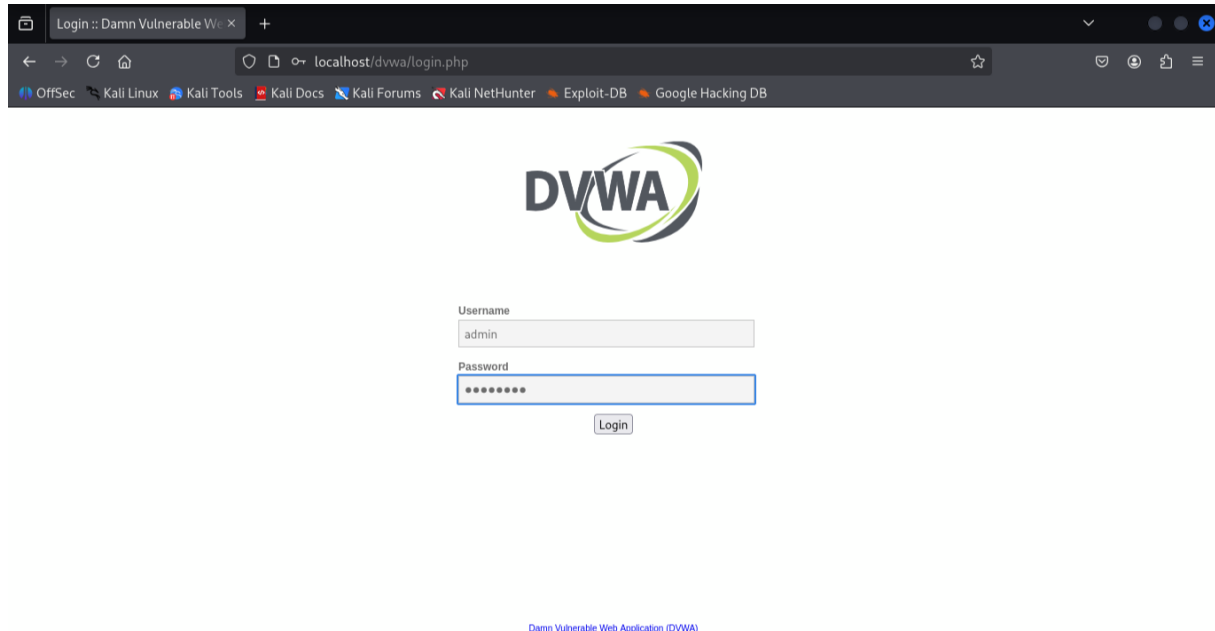 Login :: Damn Vulnerable We
localhost/dvwa/login.php
OffSec Kali Linux Kali Tools Kali Docs Kali Forums Kali NetHunter Exploit-DB Google Hacking DB
DVWA
Username
admin
Password
••••••••
Login
Damn Vulnerable Web Application (DVWA)